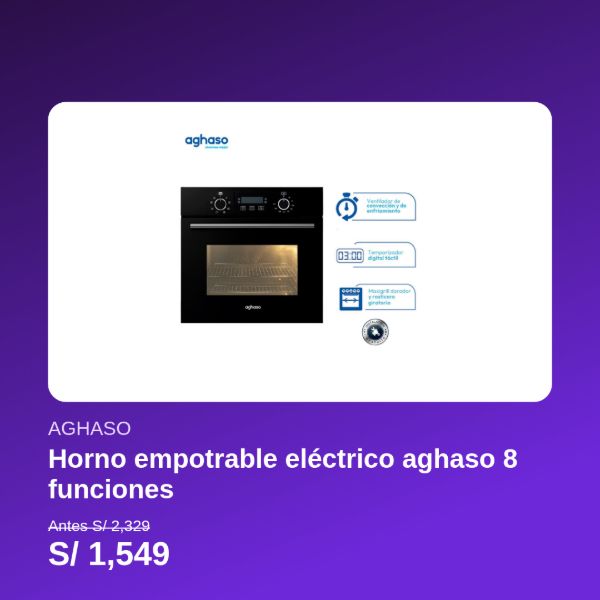 aghaso
Ventilador de
convección y de
enfriamiento
03:00
Temporizador
digital táctil
Maxigrill dorador
y rosticero
giratorio
aghaso
AGHASO
Horno empotrable eléctrico aghaso 8
funciones
Antes S/ 2,329
S/ 1,549